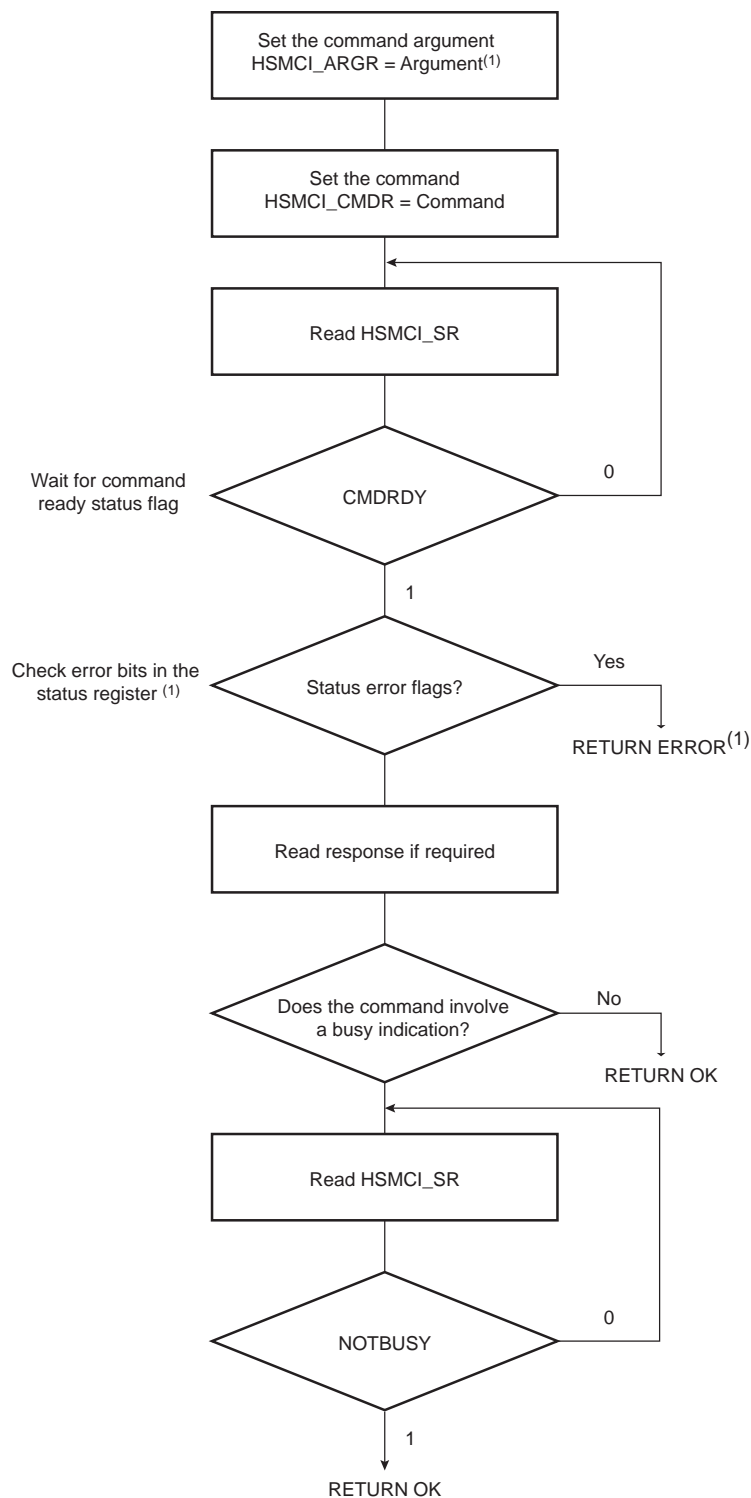 Set the command argument
HSMCI_ARGR = Argument(1)
Set the command
HSMCI_CMDR = Command
Read HSMCI_SR
Wait for command
ready status flag
CMDRDY
0
1
Check error bits in the
status register (1)
Status error flags?
Yes
RETURN ERROR(1)
Read response if required
Does the command involve
a busy indication?
No
RETURN OK
Read HSMCI_SR
NOTBUSY
0
1
RETURN OK